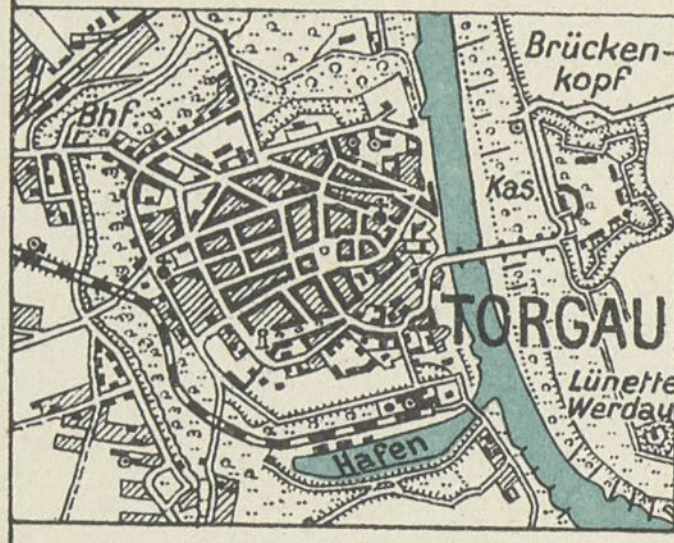 Brücken-
kopf
Bhf
Kas.
TORGAU
Lünette
Werdau
Hafen